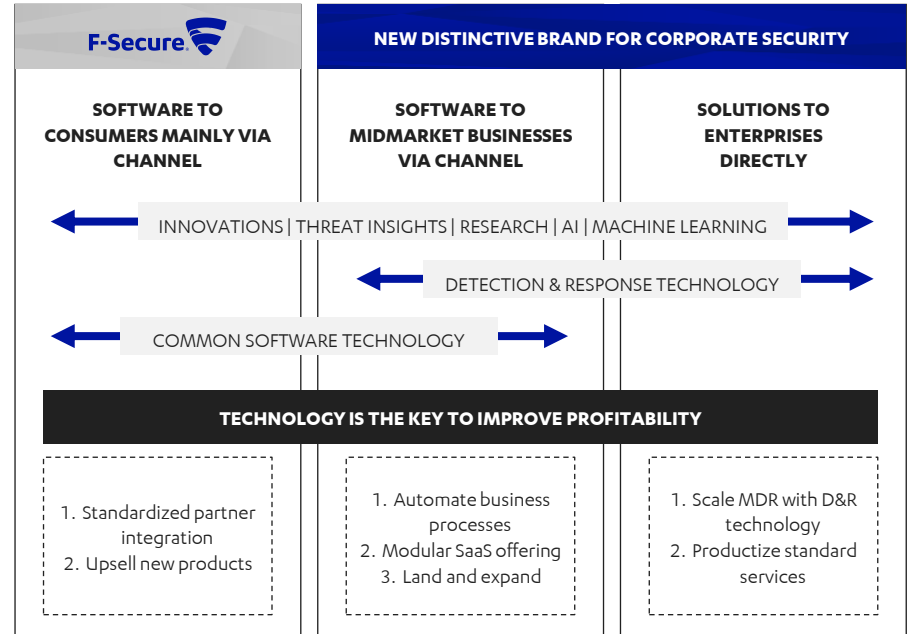 F-Secure.
NEW DISTINCTIVE BRAND FOR CORPORATE SECURITY
SOFTWARE TO
CONSUMERS MAINLY VIA
CHANNEL
SOFTWARE TO
MIDMARKET BUSINESSES
VIA CHANNEL
SOLUTIONS TO
ENTERPRISES
DIRECTLY
INNOVATIONS | THREAT INSIGHTS | RESEARCH | AI | MACHINE LEARNING
DETECTION & RESPONSE TECHNOLOGY
COMMON SOFTWARE TECHNOLOGY
TECHNOLOGY IS THE KEY TO IMPROVE PROFITABILITY
1. Standardized partner
integration
2. Upsell new products
1. Automate business
processes
2. Modular SaaS offering
3. Land and expand
1. Scale MDR with D&R
technology
2. Productize standard
services